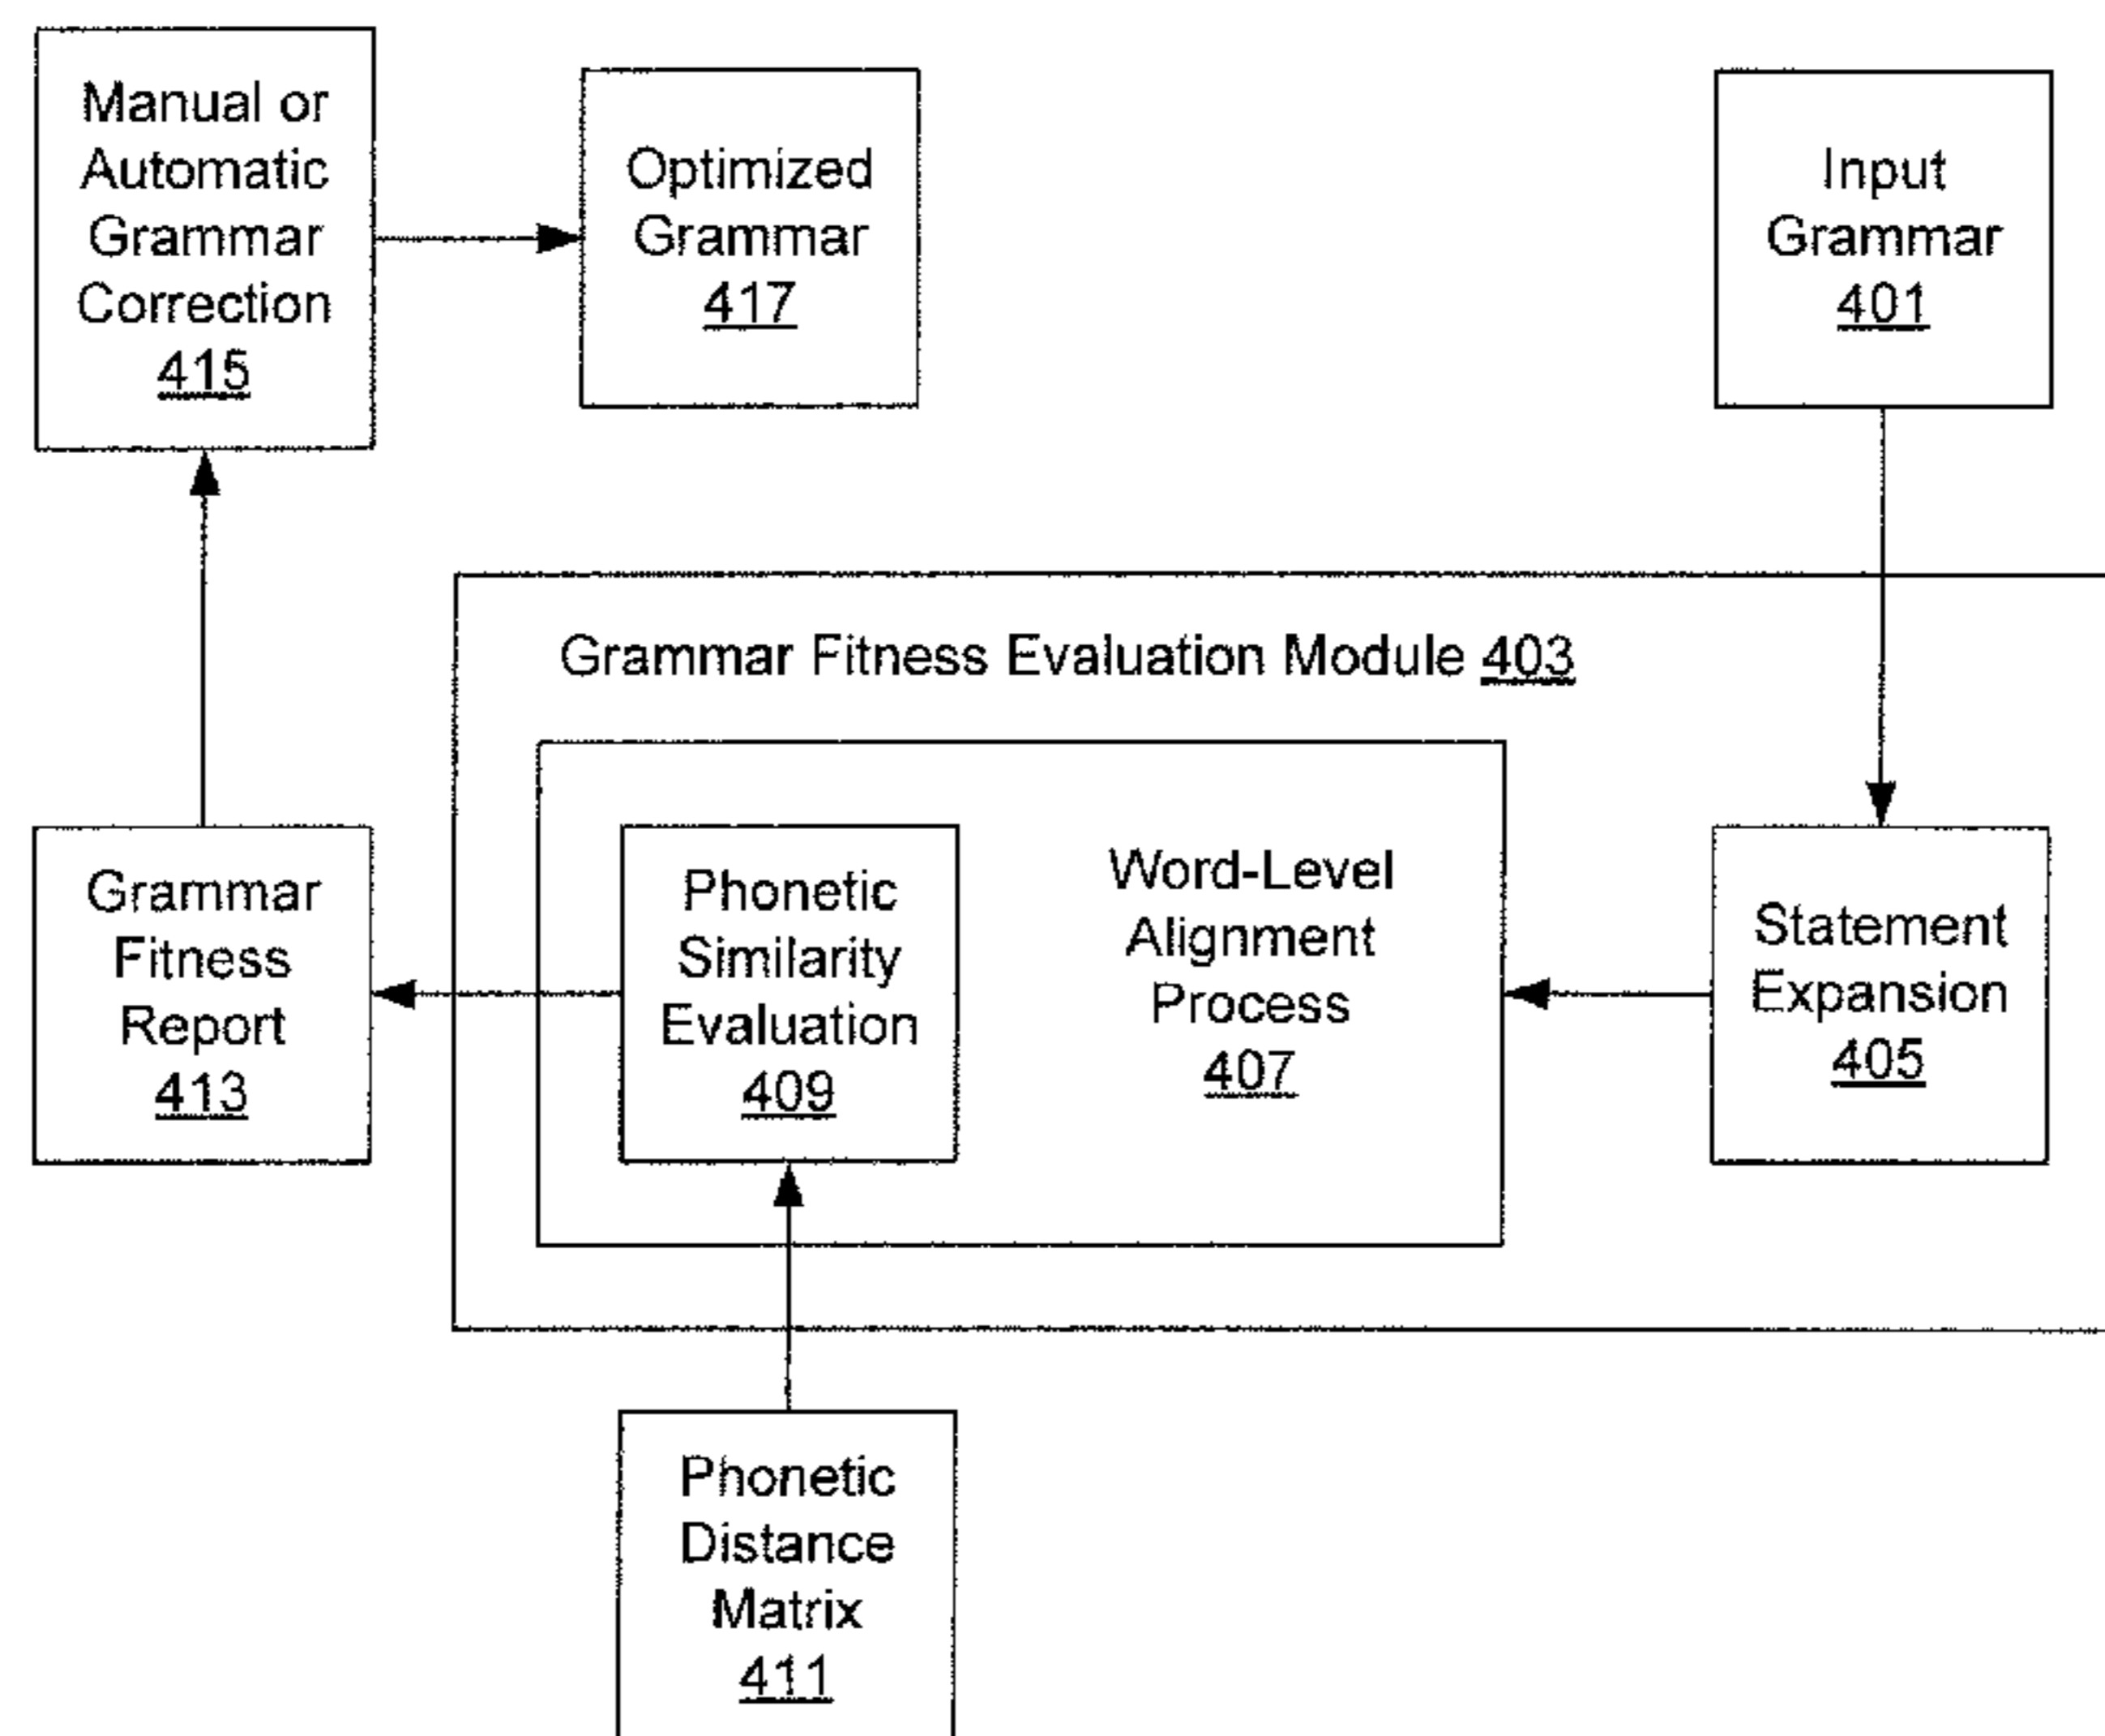 Manual or
Automatic
Grammar
Correction
415
Optimized
Grammar
417
Input
Grammar
401
Grammar Fitness Evaluation Module 403
Grammar
Fitness
Report
413
Phonetic
Similarity
Evaluation
409
Word-Level
Alignment
Process
407
Statement
Expansion
405
Phonetic
Distance
Matrix
411